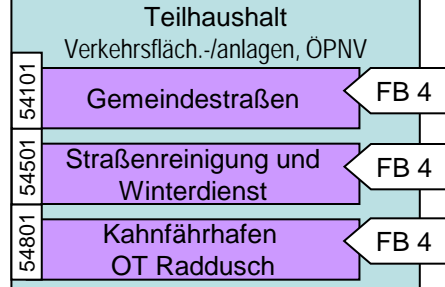 Teilhaushalt
Verkehrsfläch.-/anlagen, ÖPNV
54101
Gemeindestraßen
FB 4
54501
Straßenreinigung und
Winterdienst
FB 4
54801
Kahnfährhafen
OT Raddusch
FB 4